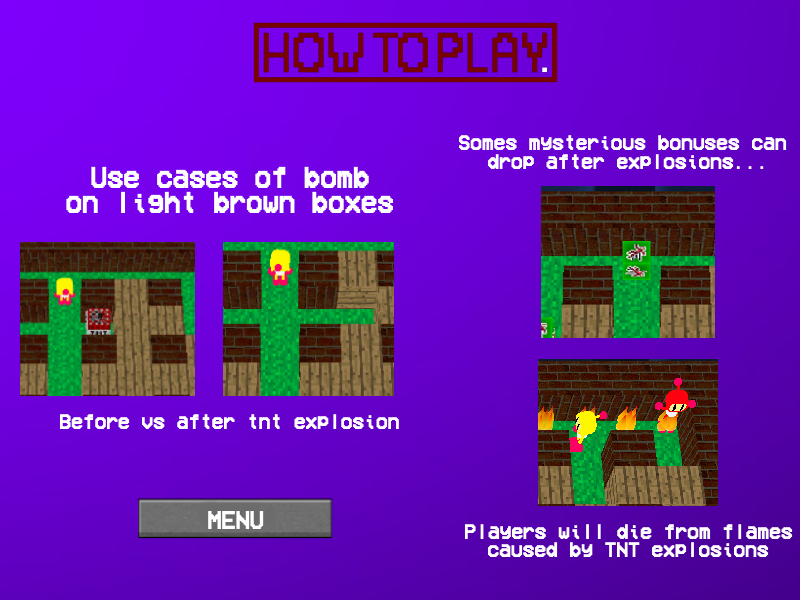 HOW TO PLAY.
Use cases of bomb
on light brown boxes
TNT
Before vs after tnt explosion
MENU
Somes mysterious bonuses can
drop after explosions...
Players will die from flames
caused by TNT explosions